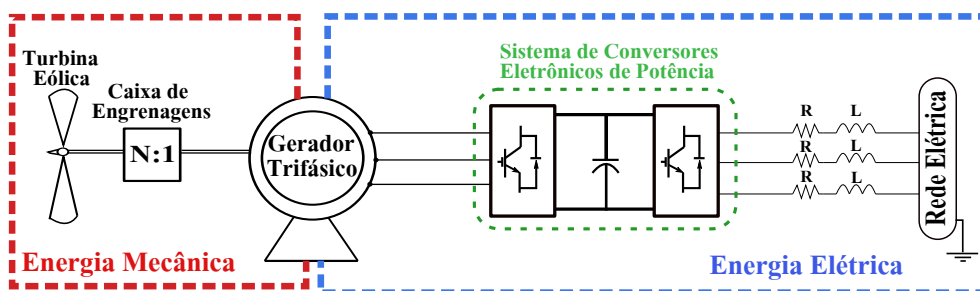 Turbina
Eólica
Caixa de
Engrenagens
N:1
Gerador
Trifásico
Sistema de Conversores
Eletrônicos de Potência
R
L
R
L
R
L
Rede Elétrica
Energia Mecânica
Energia Elétrica